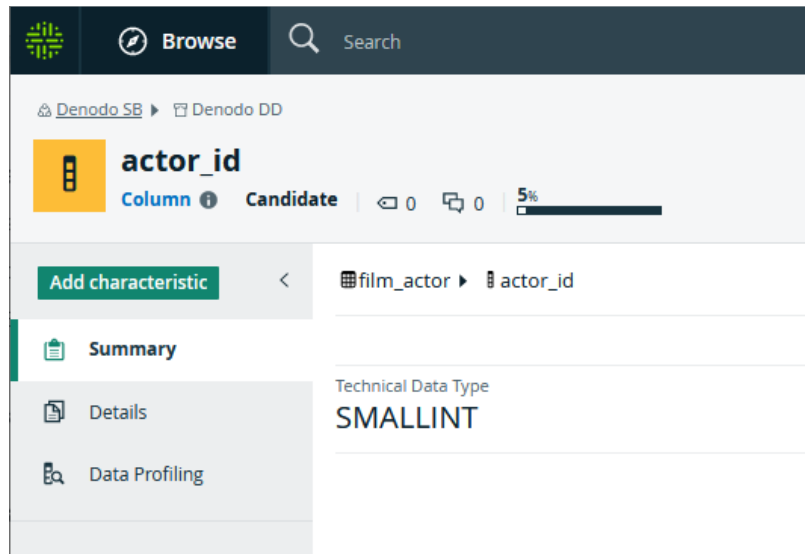 Browse Search
Denodo SB Denodo DD
actor_id
Column Candidate 0 0 5%
Add characteristic
film_actor actor_id
Summary
Technical Data Type
SMALLINT
Details
Data Profiling